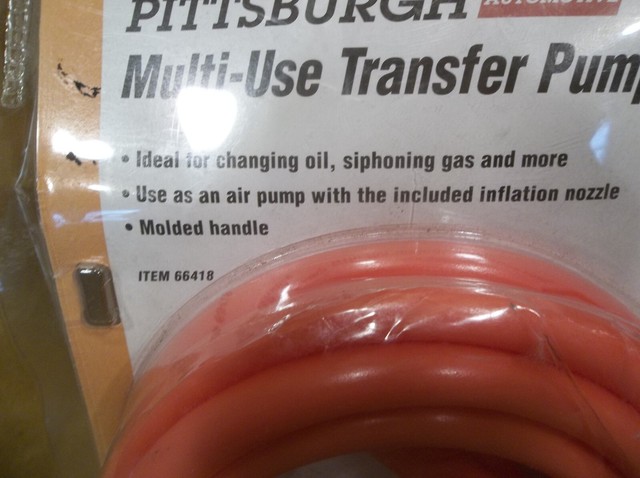 PITTSBURGH AUTOMOTIVE
Multi-Use Transfer Pum
• Ideal for changing oil, siphoning gas and more
• Use as an air pump with the included inflation nozzle
• Molded handle
ITEM 66418